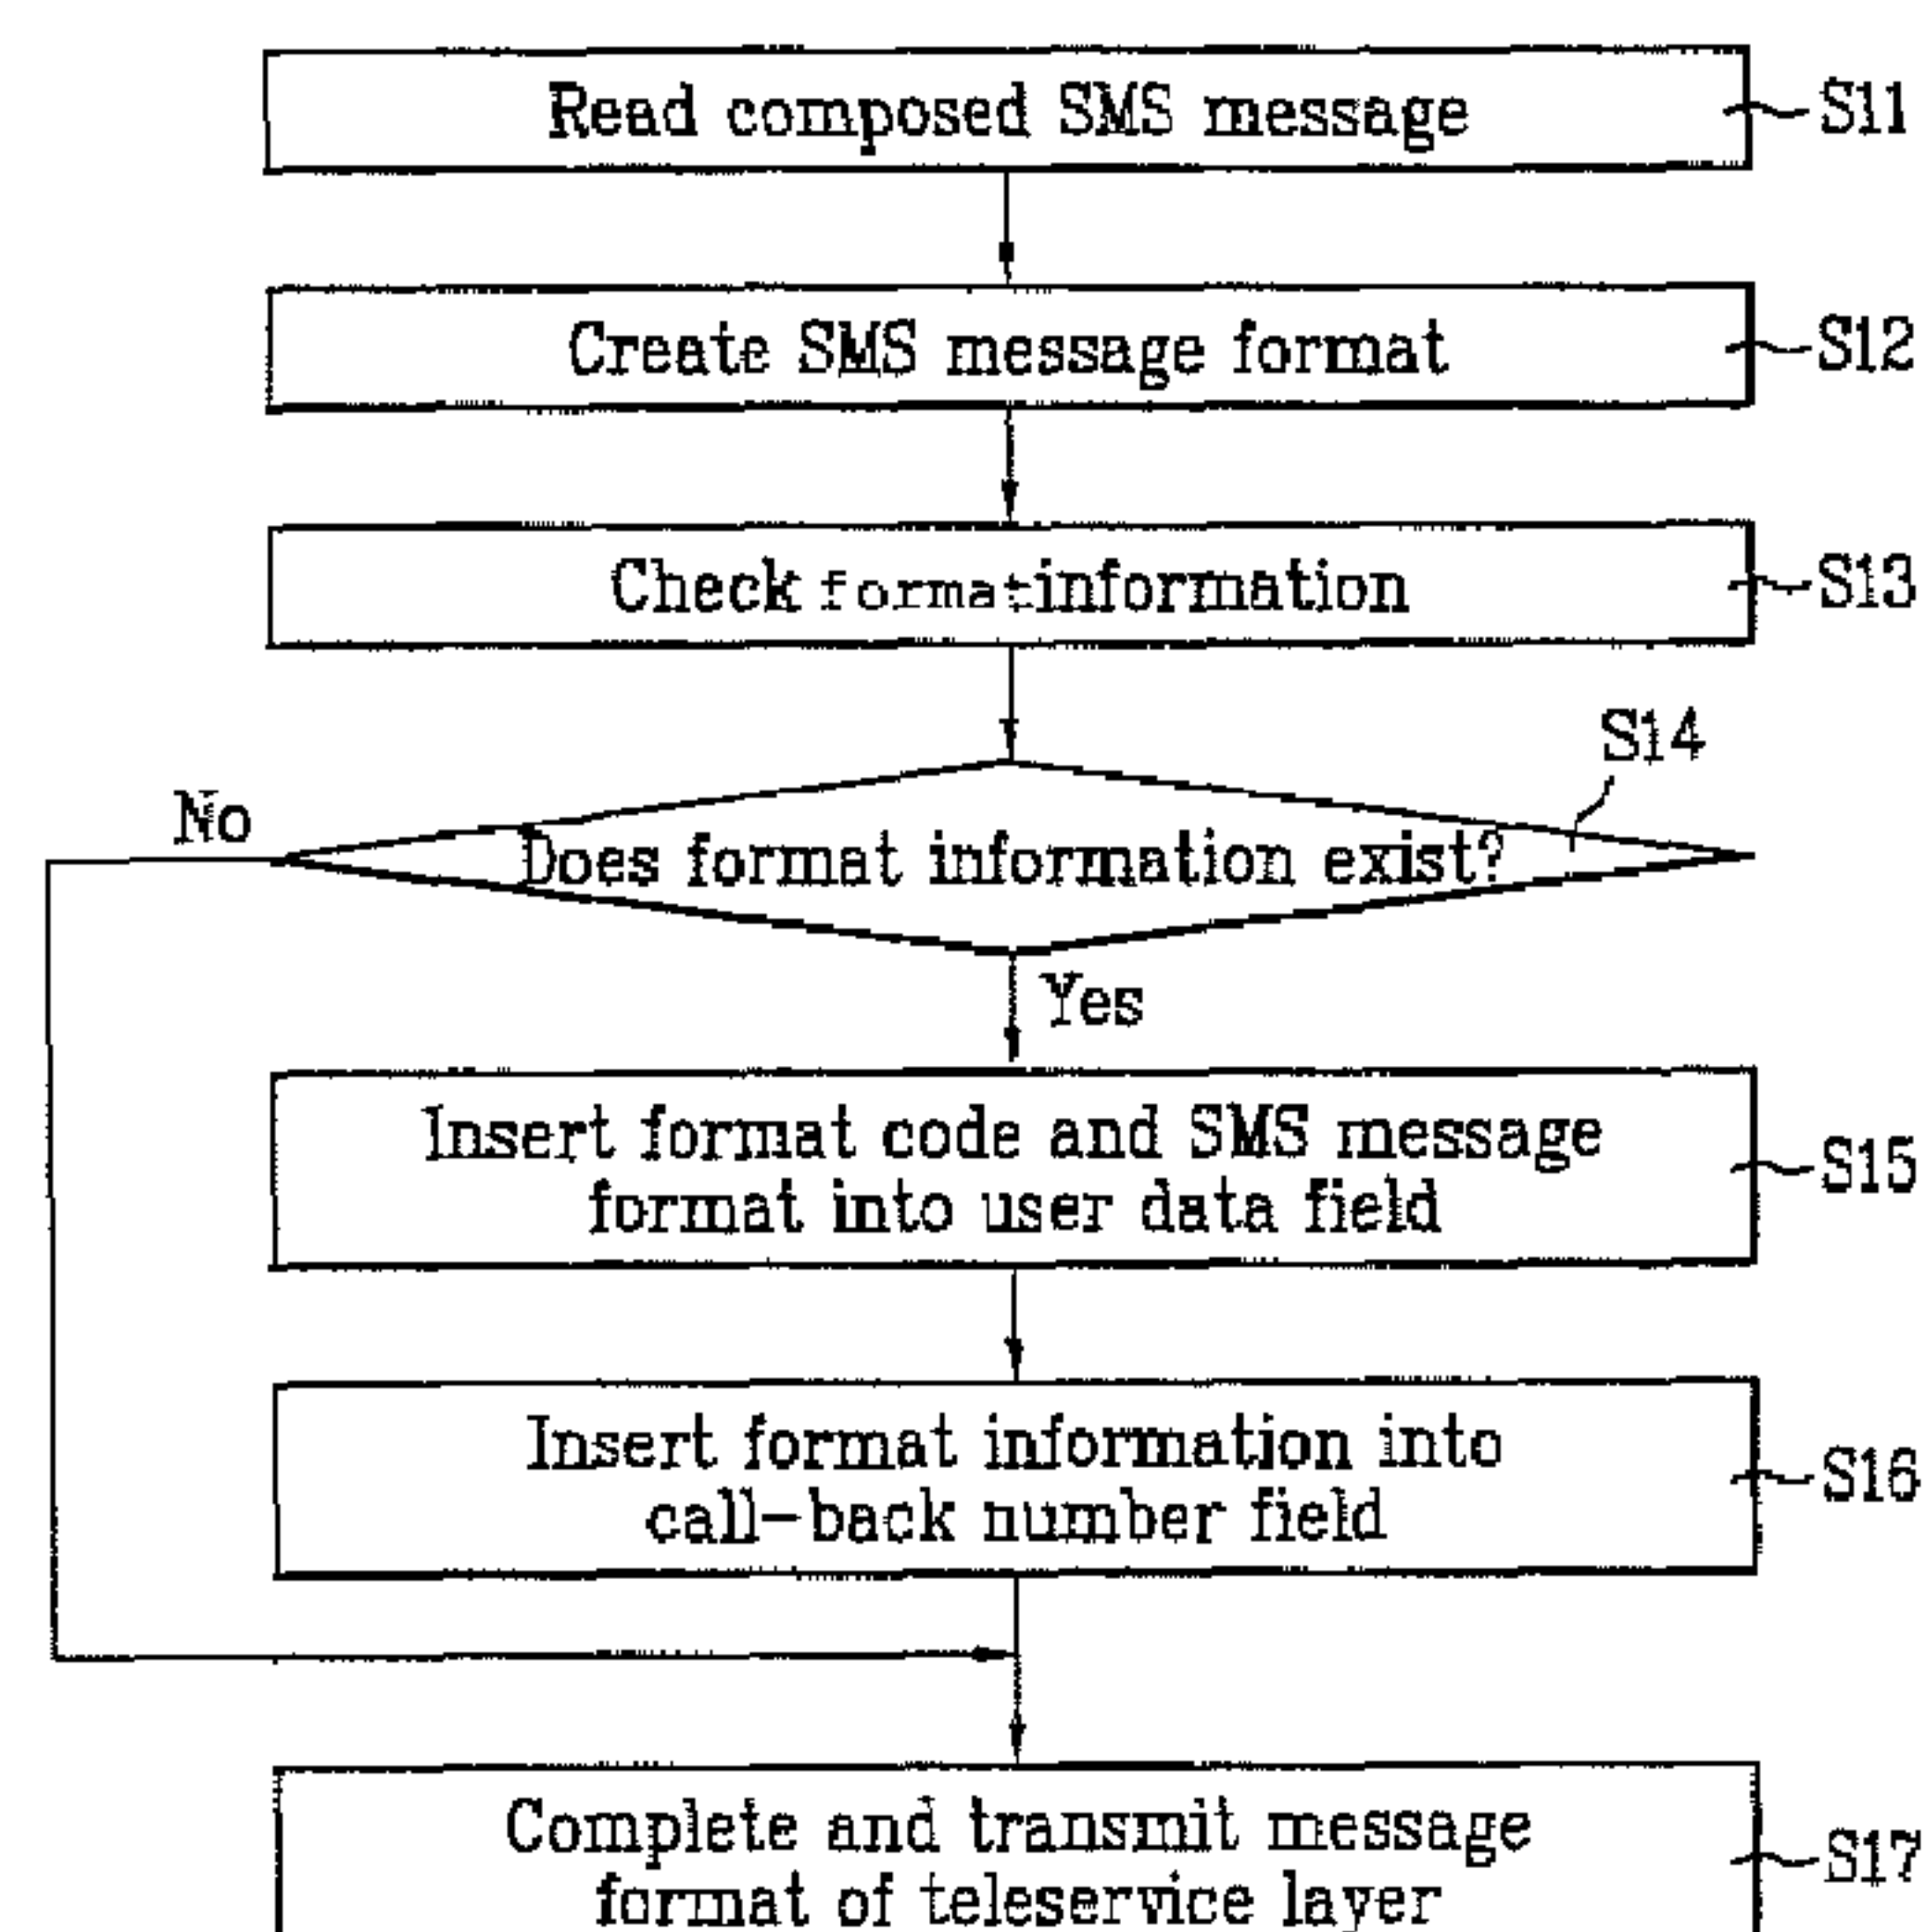 Read composed SMS message
S11
Create SMS message format
S12
Check format information
S13
S14
No
Does format information exist?
Yes
Insert format code and SMS message
format into user data field
S15
Insert format information into
call-back number field
S16
Complete and transmit message
format of teleservice layer
S17